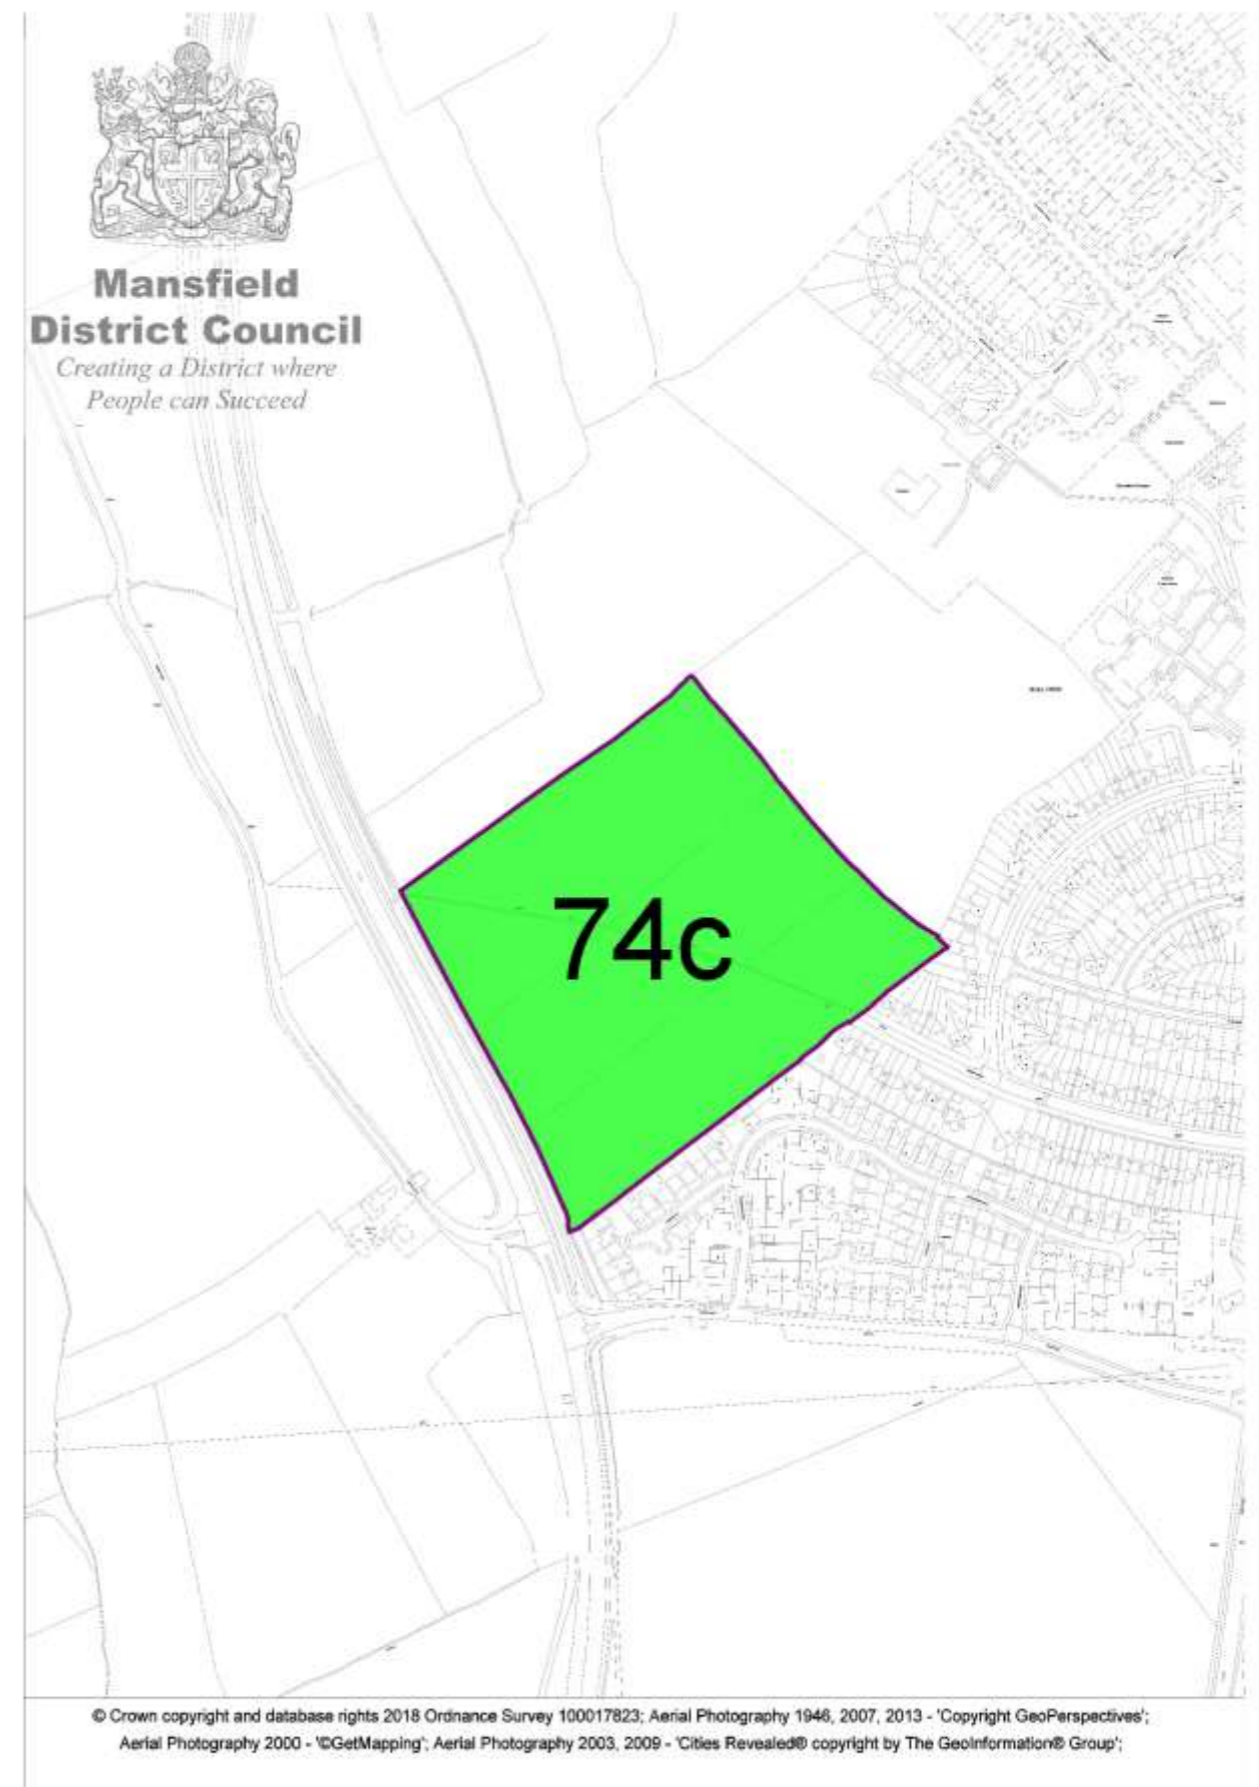 Mansfield
District Council
Creating a District where
People can Succeed
74c
© Crown copyright and database rights 2018 Ordnance Survey 100017823; Aerial Photography 1946, 2007, 2013 - 'Copyright GeoPerspectives';
Aerial Photography 2000 - '©GetMapping'; Aerial Photography 2003, 2009 - 'Cities Revealed® copyright by The GeoInformation® Group';